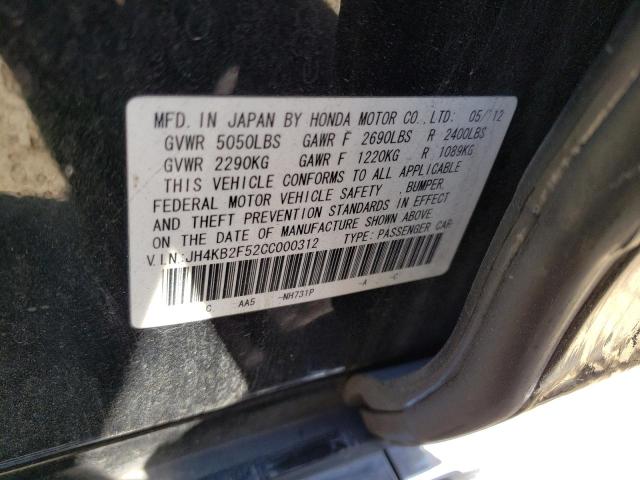 MFD. IN JAPAN BY HONDA MOTOR CO.,LTD: 05/12
GVWR 5050LBS GAWR F 2690LBS R 2400LBS
GVWR 2290KG GAWR F 1220KG R 1089KG
THIS VEHICLE CONFORMS TO ALL APPLICABLE
FEDERAL MOTOR VEHICLE SAFETY, BUMPER,
AND THEFT PREVENTION STANDARDS IN EFFECT
ON THE DATE OF MANUFACTURE SHOWN ABOVE.
V.I.N:JH4KB2F52CC000312 TYPE: PASSENGER CAR
C AA5 -NH731P -A -C